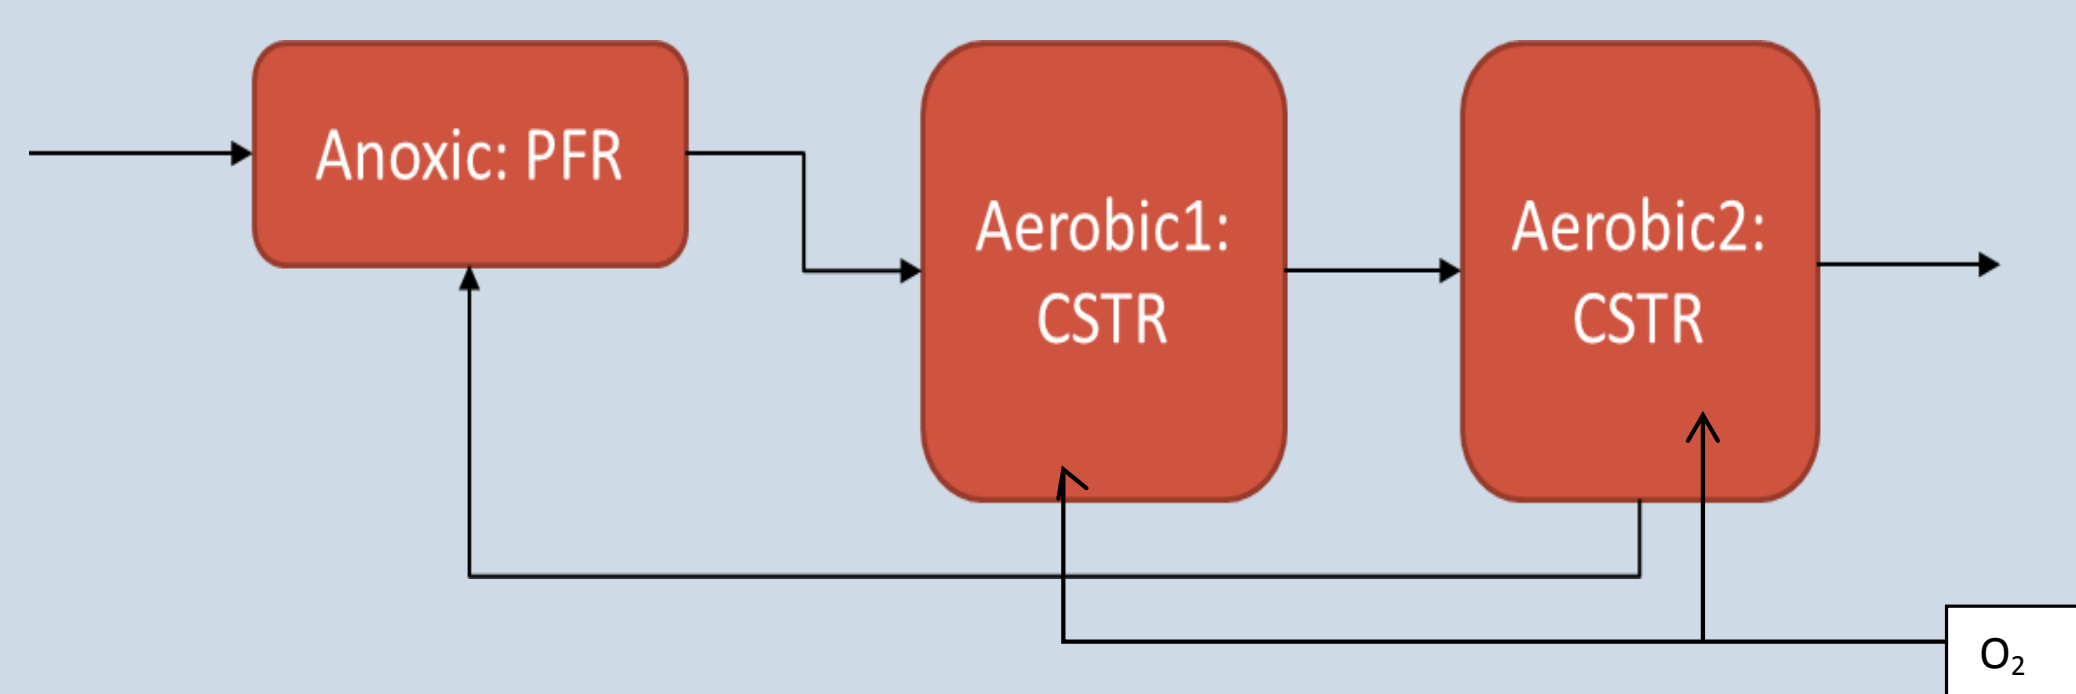 Anoxic: PFR
Aerobic1:
CSTR
Aerobic2:
CSTR
O₂